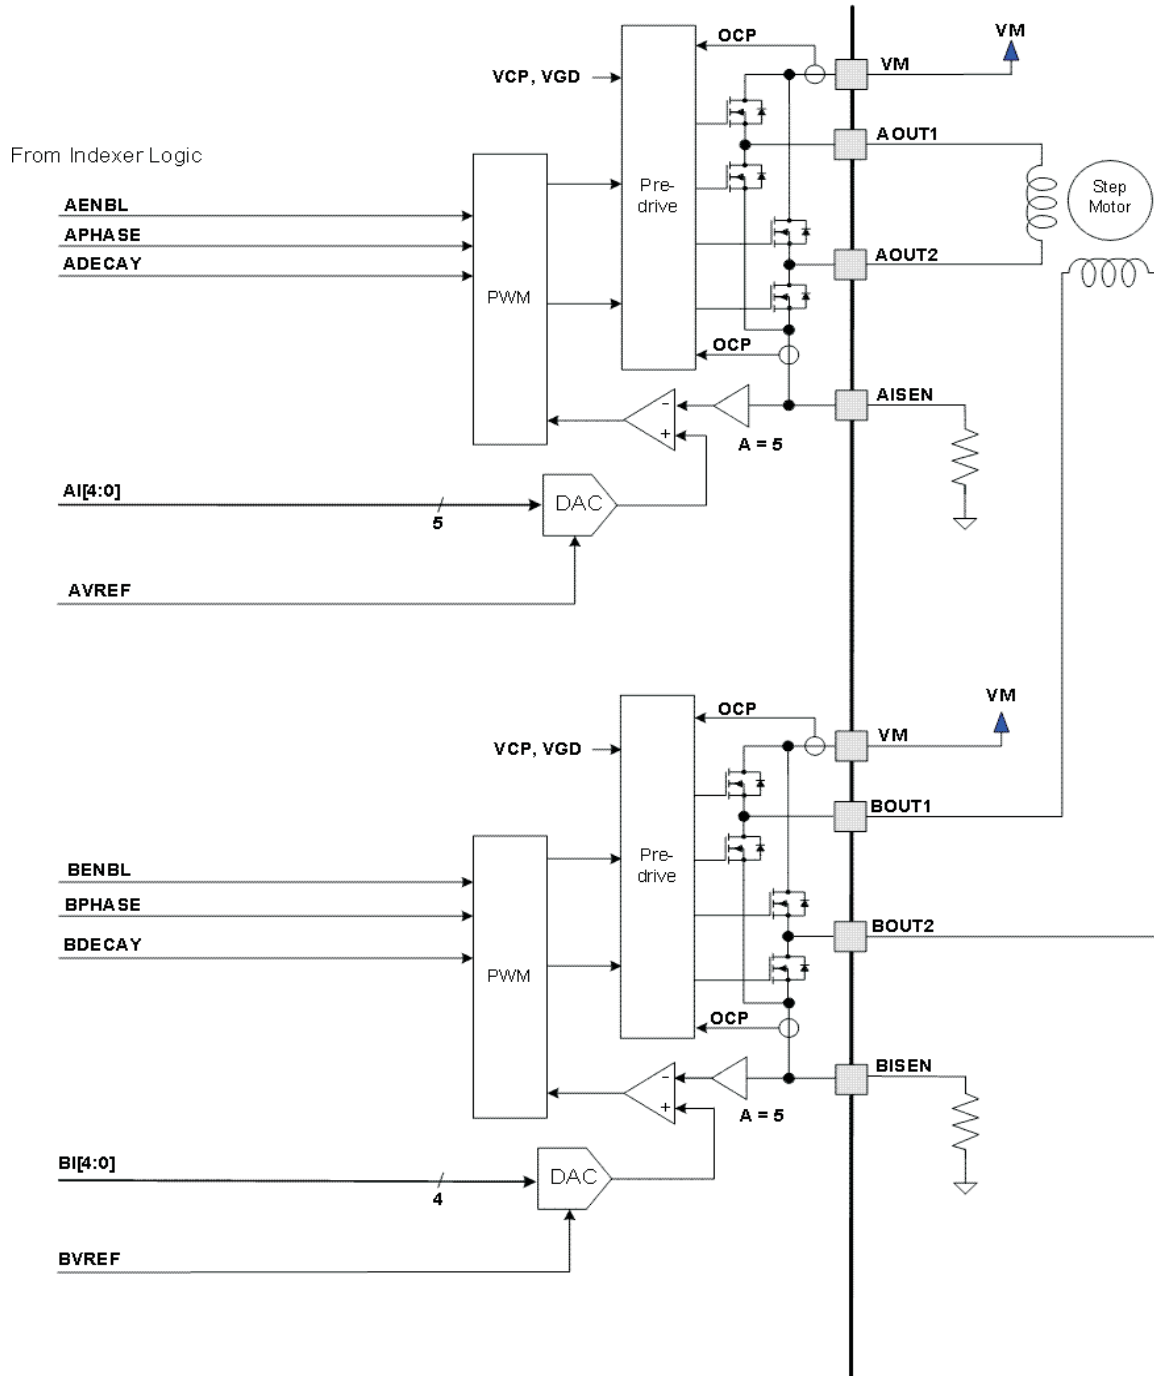 OCP
VM
VM
VCP, VGD
AOUT1
From Indexer Logic
Pre-
drive
Step
Motor
AENBL
APHASE
ADECAY
AOUT2
PWM
OCP
AISEN
-
+
A = 5
AI[4:0]
5
DAC
AVREF
OCP
VM
VM
VCP, VGD
BOUT1
Pre-
drive
BENBL
BPHASE
BDECAY
BOUT2
PWM
OCP
BISEN
-
+
A = 5
BI[4:0]
4
DAC
BVREF